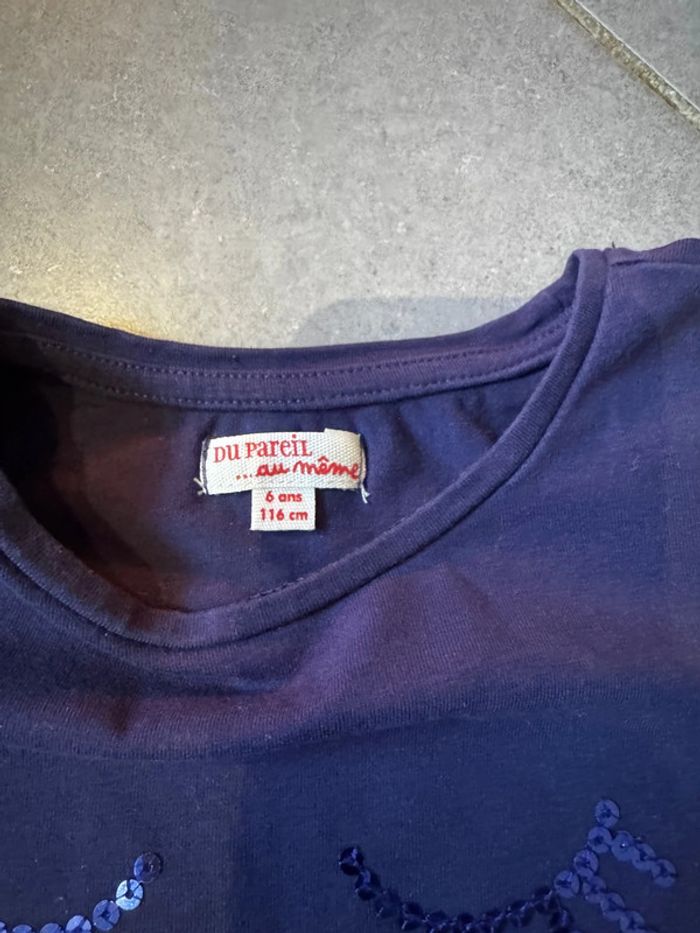 DU PAREIL
...au même
6 ans
116 cm